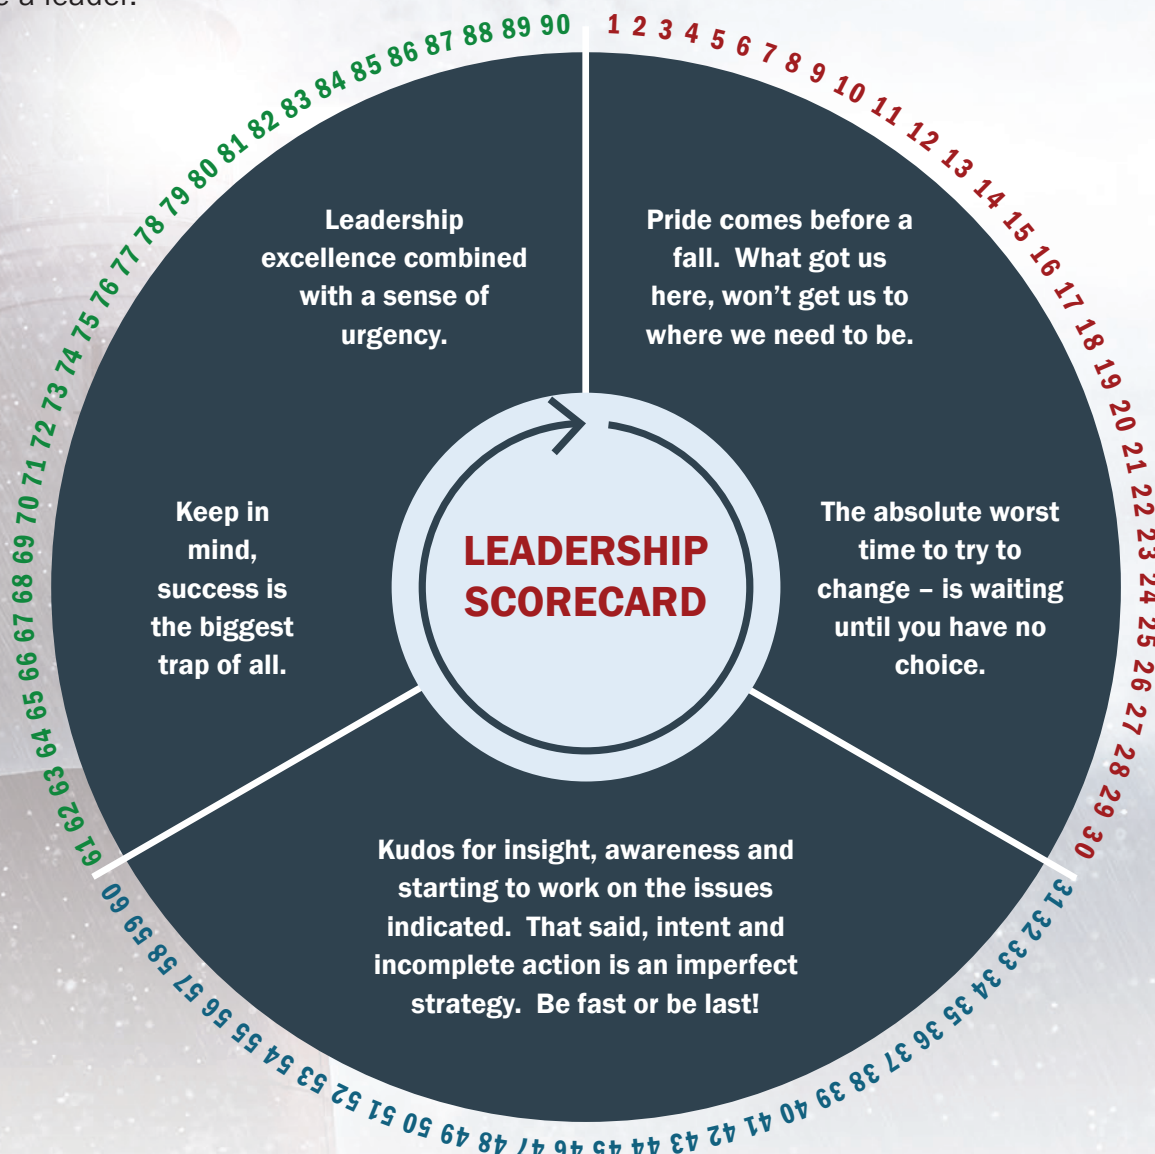 e a leader.
1 2 3 4 5 6 7 8 9 10 11 12 13 14 15 16 17 18 19 20 21 22 23 24 25 26 27 28 29 30
31 32 33 34 35 36 37 38 39 40 41 42 43 44 45 46 47 48 49 50 51 52 53 54 55 56 57 58 59 60
61 62 63 64 65 66 67 68 69 70 71 72 73 74 75 76 77 78 79 80 81 82 83 84 85 86 87 88 89 90
Leadership
excellence combined
with a sense of
urgency.
Pride comes before a
fall. What got us
here, won’t get us to
where we need to be.
Keep in
mind,
success is
the biggest
trap of all.
LEADERSHIP
SCORECARD
The absolute worst
time to try to
change – is waiting
until you have no
choice.
Kudos for insight, awareness and
starting to work on the issues
indicated. That said, intent and
incomplete action is an imperfect
strategy. Be fast or be last!